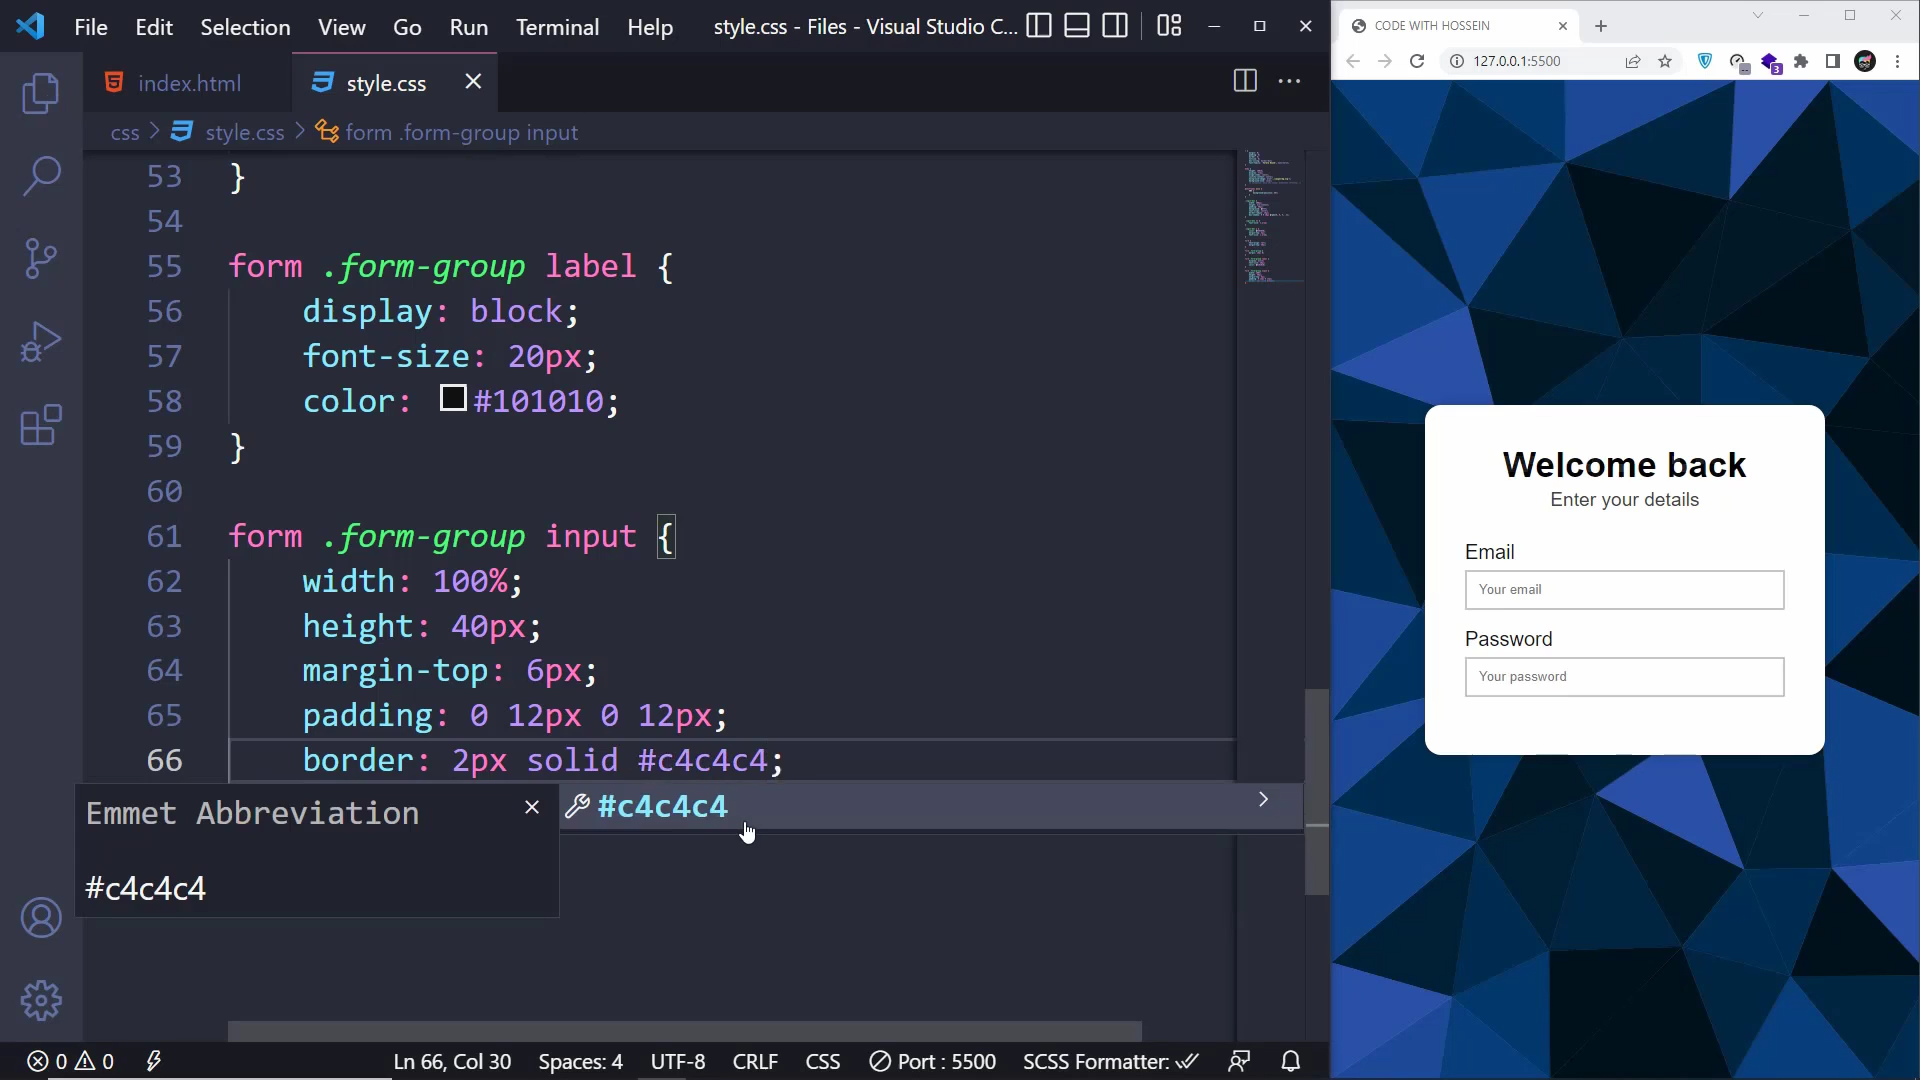 File Edit Selection View Go Run Terminal Help style.css - Files - Visual Studio C...
index.html style.css
css > style.css > form .form-group input
53 }
54
55 form .form-group label {
56 display: block;
57 font-size: 20px;
58 color: #101010;
59 }
60
61 form .form-group input {
62 width: 100%;
63 height: 40px;
64 margin-top: 6px;
65 padding: 0 12px 0 12px;
66 border: 2px solid #c4c4c4;
Emmet Abbreviation
#c4c4c4
#c4c4c4
0 0 Ln 66, Col 30 Spaces: 4 UTF-8 CRLF CSS Port : 5500 SCSS Formatter:
CODE WITH HOSSEIN
127.0.0.1:5500
3
Welcome back
Enter your details
Email
Your email
Password
Your password